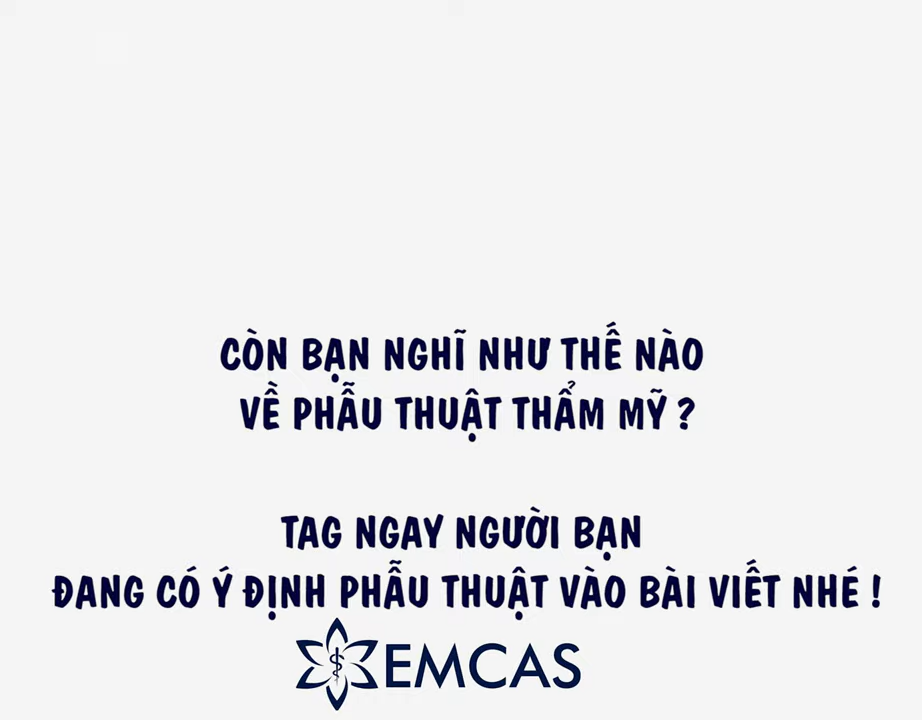 CÒN BẠN NGHĨ NHƯ THẾ NÀO
VỀ PHẪU THUẬT THẨM MỸ ?
TAG NGAY NGƯỜI BẠN
ĐANG CÓ Ý ĐỊNH PHẪU THUẬT VÀO BÀI VIẾT NHÉ !
EMCAS